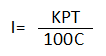 I= KPT
100C